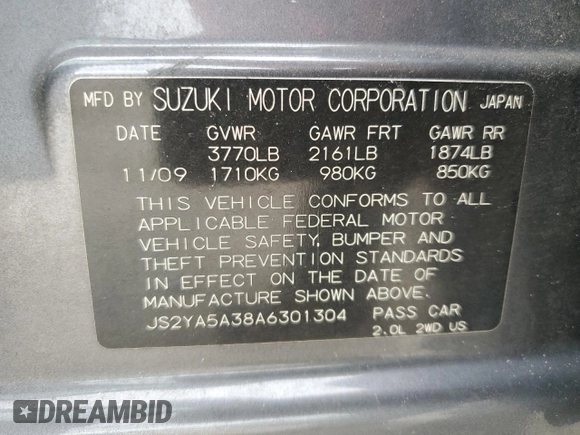 MFD BY SUZUKI MOTOR CORPORATION JAPAN
DATE GVWR GAWR FRT GAWR RR
3770LB 2161LB 1874LB
11/09 1710KG 980KG 850KG
THIS VEHICLE CONFORMS TO ALL
APPLICABLE FEDERAL MOTOR
VEHICLE SAFETY, BUMPER AND
THEFT PREVENTION STANDARDS
IN EFFECT ON THE DATE OF
MANUFACTURE SHOWN ABOVE.
JS2YA5A38A6301304 PASS CAR
2.0L 2WD US
DREAMBID